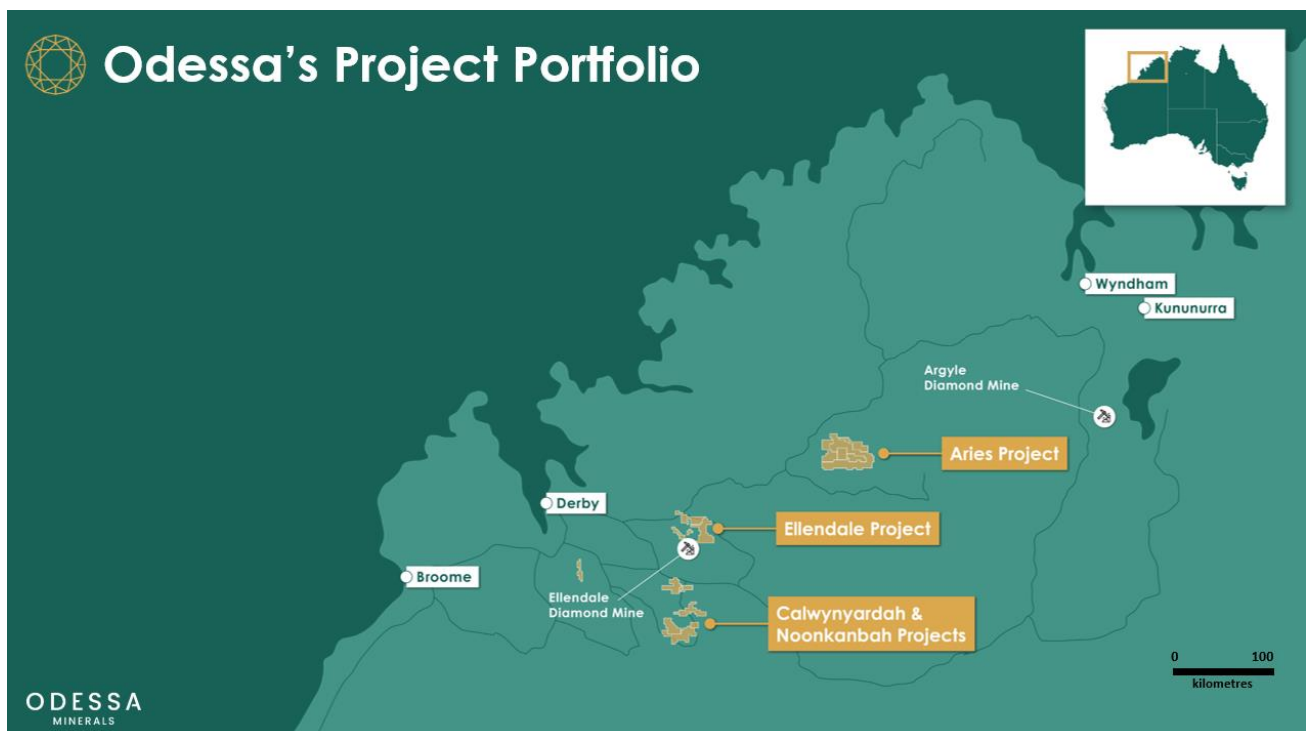 Odessa's Project Portfolio
Wyndham
Kununurra
Argyle
Diamond Mine
Aries Project
Derby
Ellendale Project
Broome
Ellendale
Diamond Mine
Calwynyardah &
Noonkanbah Projects
0 100
kilometres
ODESSA
MINERALS